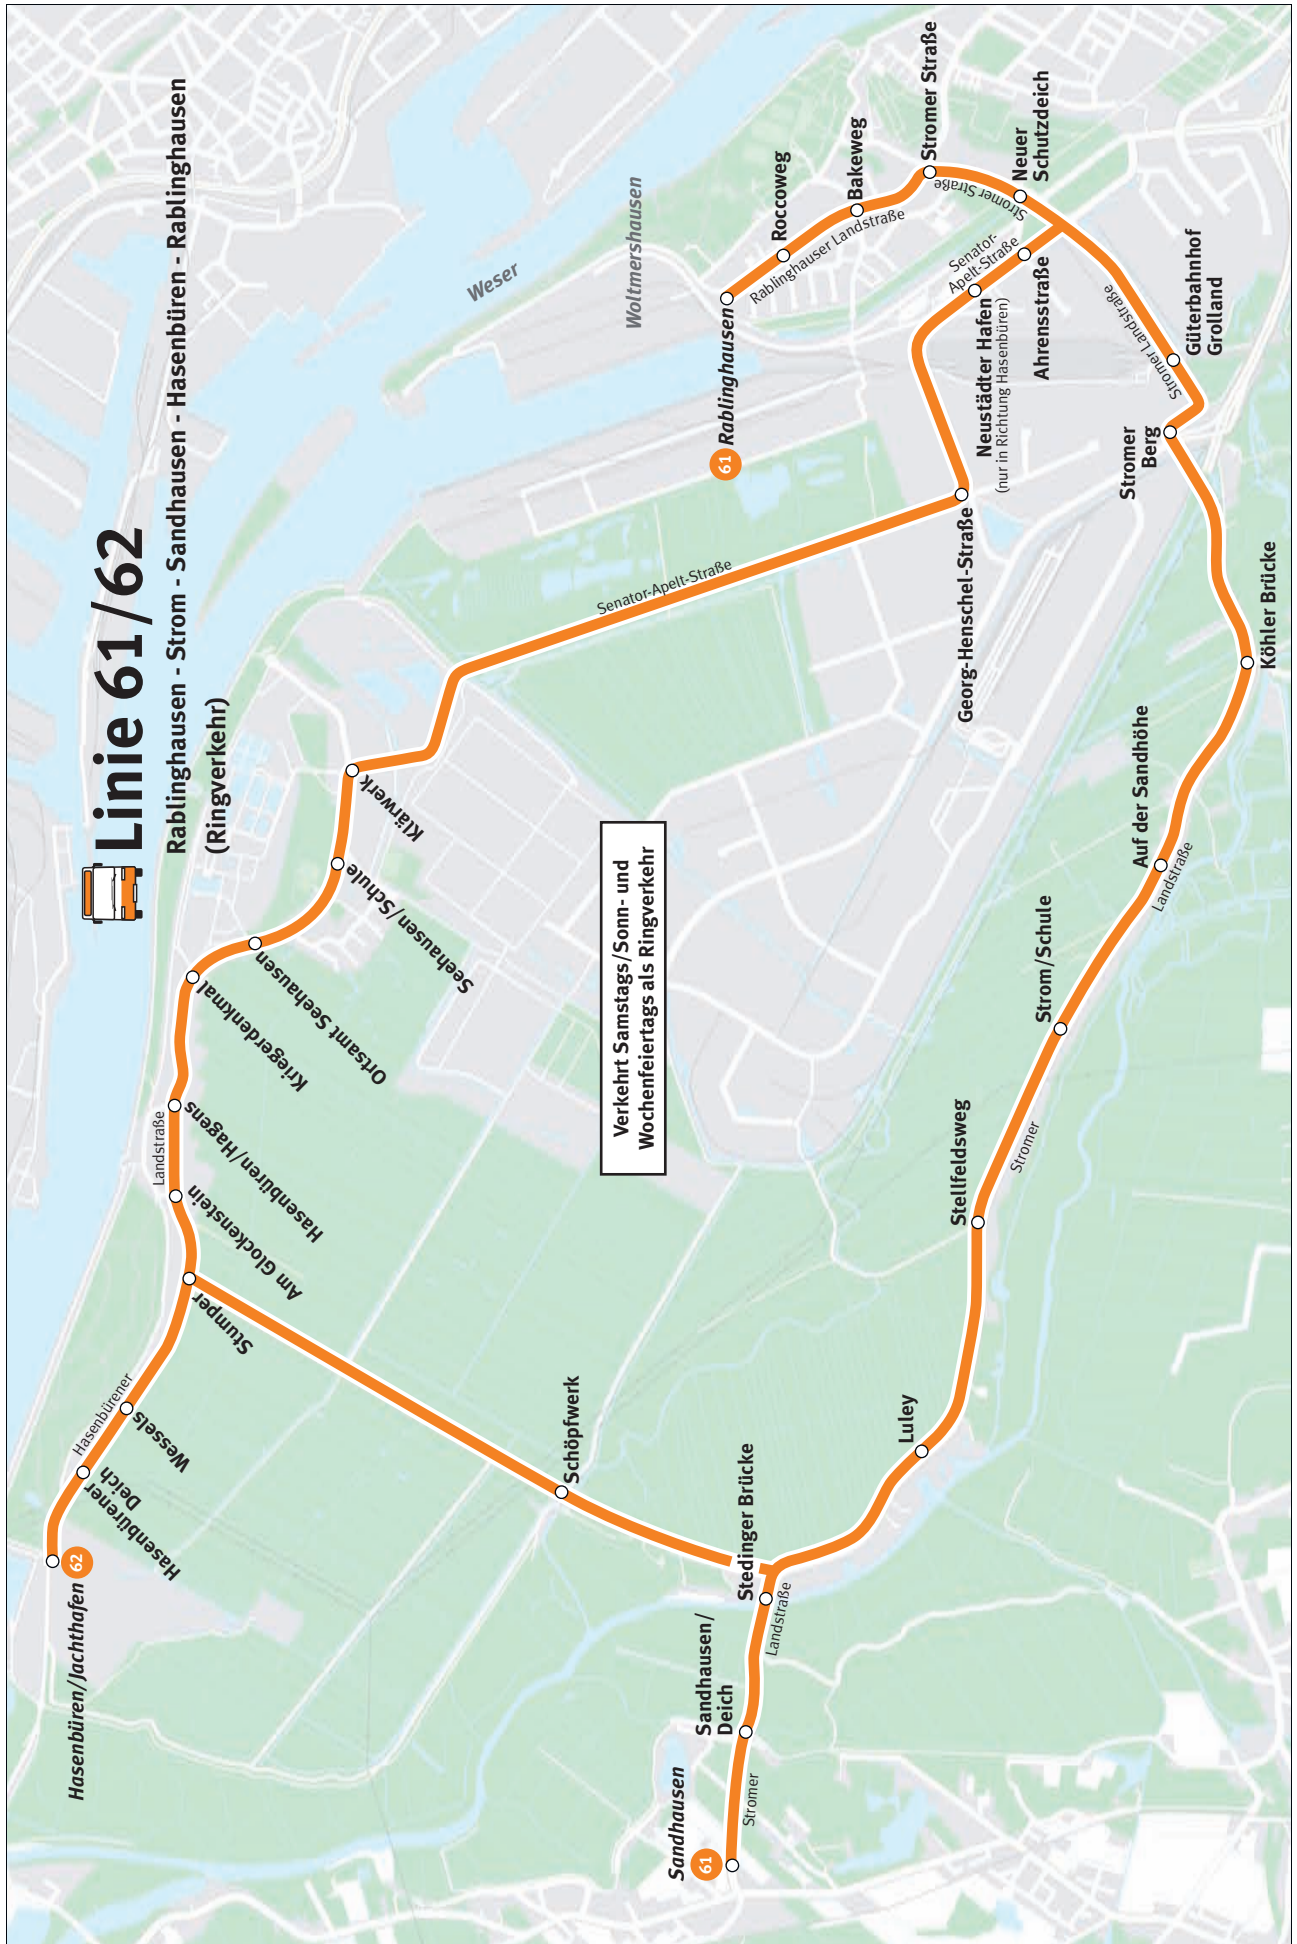 Linie 61/62
Rablinghausen - Strom - Sandhausen - Hasenbüren - Rablinghausen
(Ringverkehr)
Weser
Woltmershausen
61 Rablinghausen
Roccoweg
Bakeweg
Rablinghauser Landstraße
Stromer Straße
Stromer Straße
Neuer
Schutzdeich
Senator-
Apelt-Straße
Ahrensstraße
Neustädter Hafen
(nur in Richtung Hasenbüren)
Georg-Henschel-Straße
Senator-Apelt-Straße
Stromer Landstraße
Güterbahnhof
Grolland
Stromer
Berg
Köhler Brücke
Auf der Sandhöhe
Landstraße
Strom/Schule
Stromer
Stellfeldsweg
Luley
Stedinger Brücke
Landstraße
Sandhausen/
Deich
Stromer
Sandhausen
61
Schöpfwerk
Klärwerk
Seehausen/Schule
Ortsamt Seehausen
Kriegerdenkmal
Hasenbüren/Hagens
Landstraße
Am Glockenstein
Stumper
Hasenbürener
Wessels
Hasenbürener
Deich
Hasenbüren/Jachthafen 62
Verkehrt Samstags/Sonn- und
Wochenfeiertags als Ringverkehr